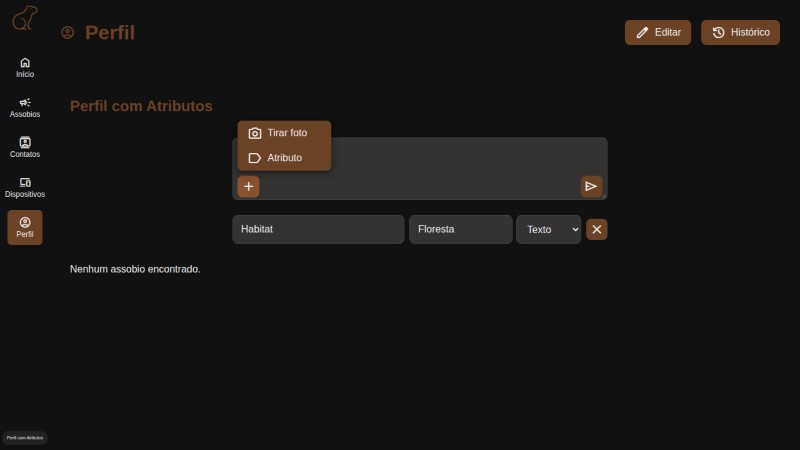 Perfil
Editar
Histórico
Início
Assobios
Contatos
Dispositivos
Perfil
Perfil com Atributos
Tirar foto
Atributo
Habitat
Floresta
Texto
Nenhum assobio encontrado.
Perfil com Atributos